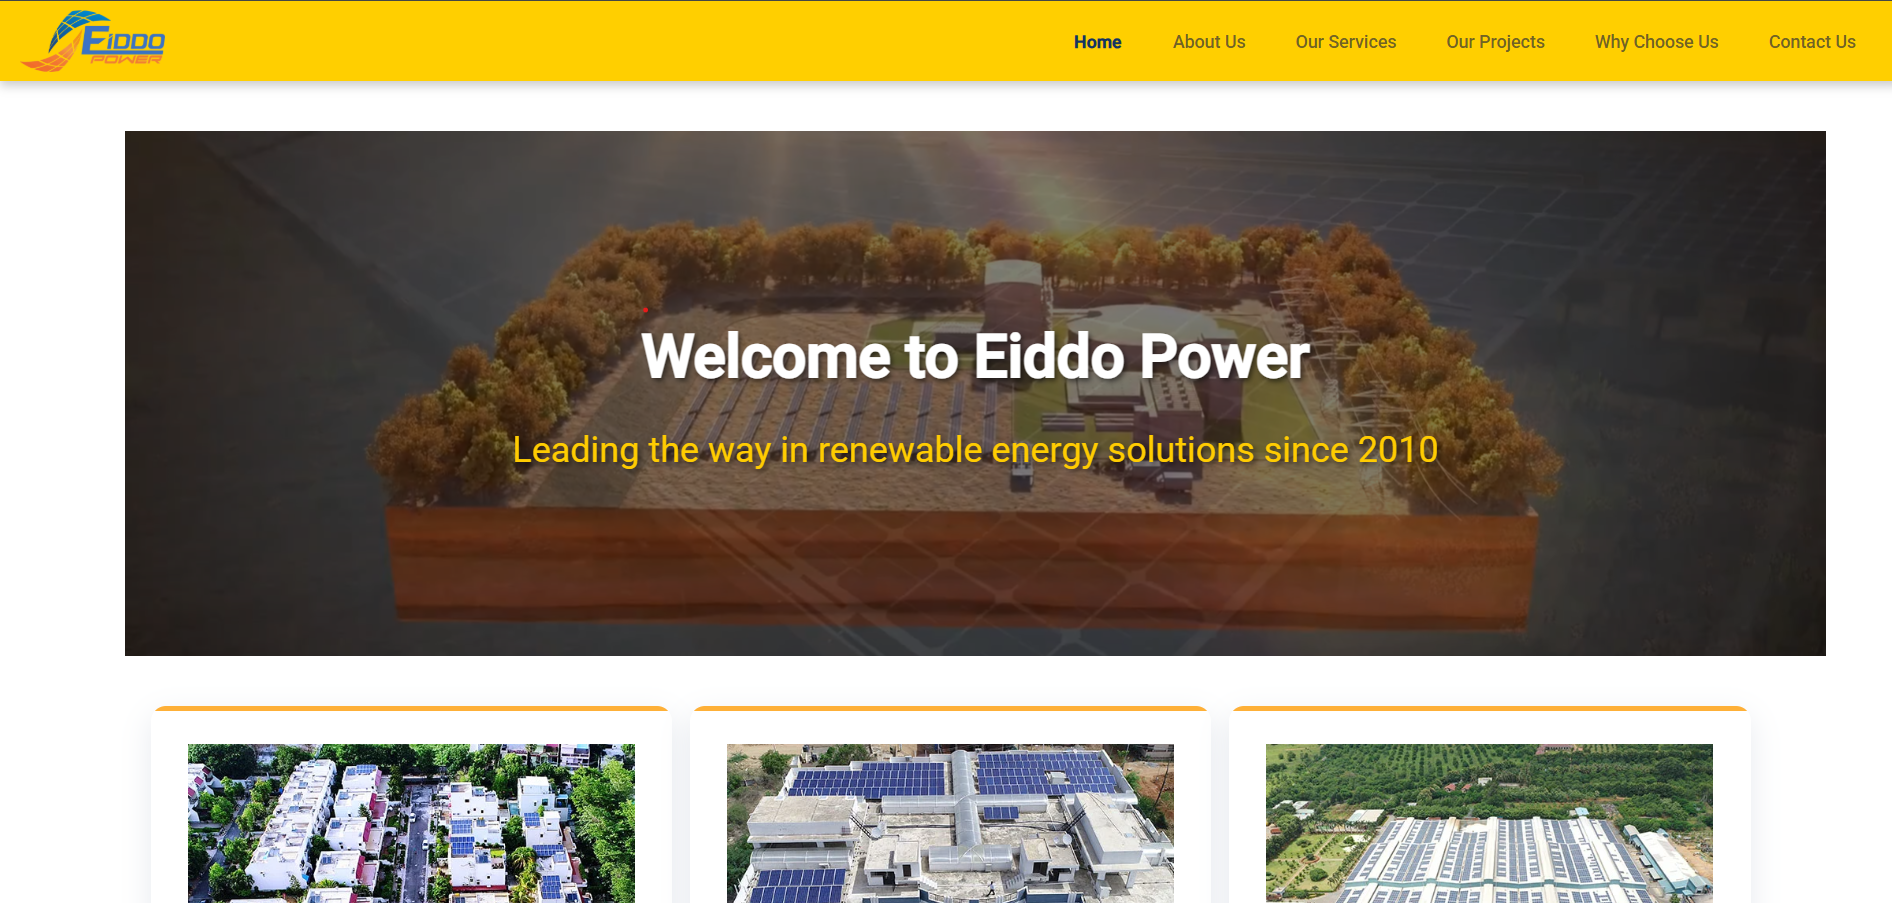 EiDDO
POWER
Home About Us Our Services Our Projects Why Choose Us Contact Us
Welcome to Eiddo Power
Leading the way in renewable energy solutions since 2010